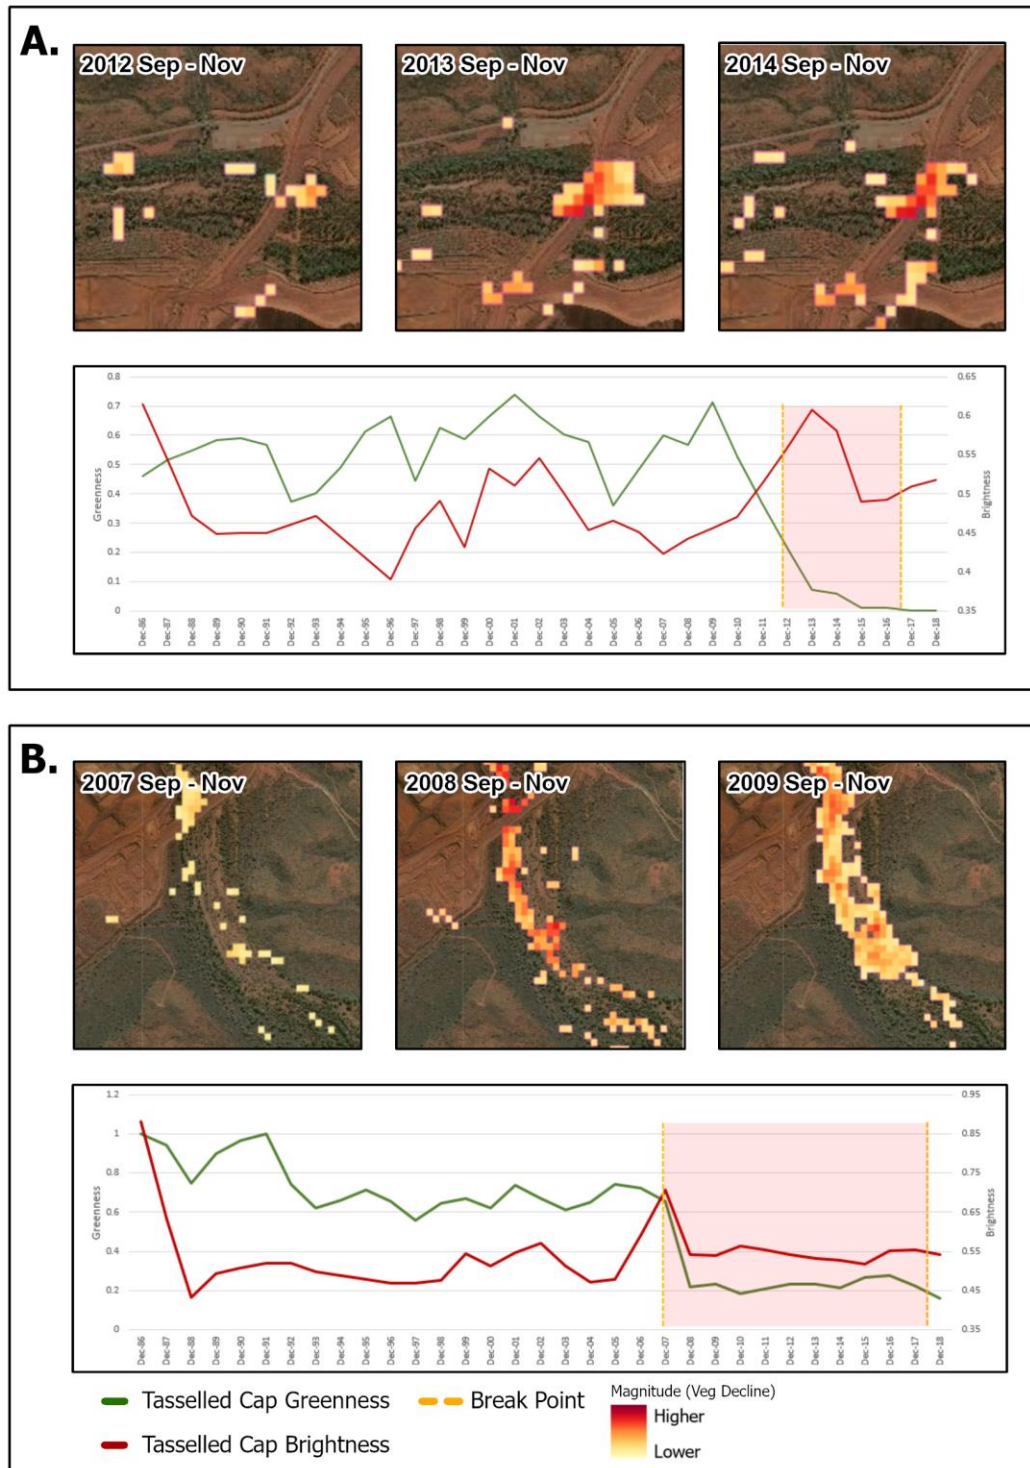 A.
2012 Sep - Nov
2013 Sep - Nov
2014 Sep - Nov
0.8
0.7
0.6
0.5
0.4
0.3
0.2
0.1
0
Greenness
0.65
0.6
0.55
0.5
0.45
0.4
0.35
Brightness
Dec-86
Dec-87
Dec-88
Dec-89
Dec-90
Dec-91
Dec-92
Dec-93
Dec-94
Dec-95
Dec-96
Dec-97
Dec-98
Dec-99
Dec-00
Dec-01
Dec-02
Dec-03
Dec-04
Dec-05
Dec-06
Dec-07
Dec-08
Dec-09
Dec-10
Dec-11
Dec-12
Dec-13
Dec-14
Dec-15
Dec-16
Dec-17
Dec-18
B.
2007 Sep - Nov
2008 Sep - Nov
2009 Sep - Nov
1.2
1
0.8
0.6
0.4
0.2
0
Greenness
0.95
0.85
0.75
0.65
0.55
0.45
0.35
Brightness
Dec-86
Dec-87
Dec-88
Dec-89
Dec-90
Dec-91
Dec-92
Dec-93
Dec-94
Dec-95
Dec-96
Dec-97
Dec-98
Dec-99
Dec-00
Dec-01
Dec-02
Dec-03
Dec-04
Dec-05
Dec-06
Dec-07
Dec-08
Dec-09
Dec-10
Dec-11
Dec-12
Dec-13
Dec-14
Dec-15
Dec-16
Dec-17
Dec-18
Tasselled Cap Greenness
Break Point
Tasselled Cap Brightness
Magnitude (Veg Decline)
Higher
Lower